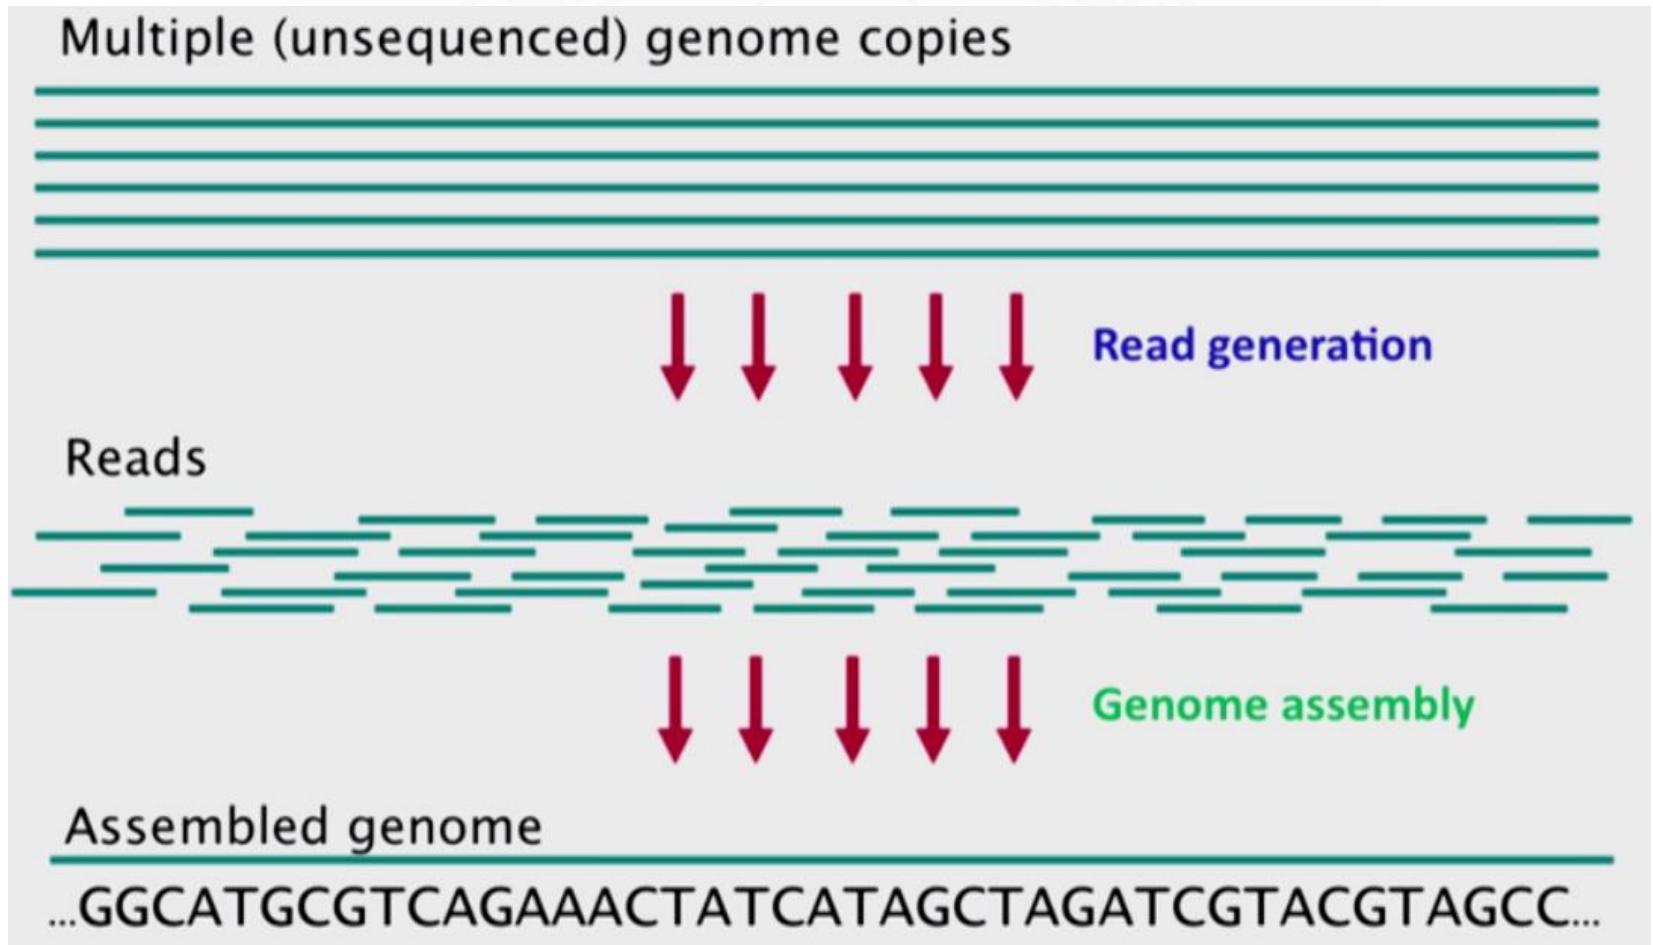 Multiple (unsequenced) genome copies
Read generation
Reads
Genome assembly
Assembled genome
...GGCATGCGTCAGAAACTATCATAGCTAGATCGTACGTAGCC...